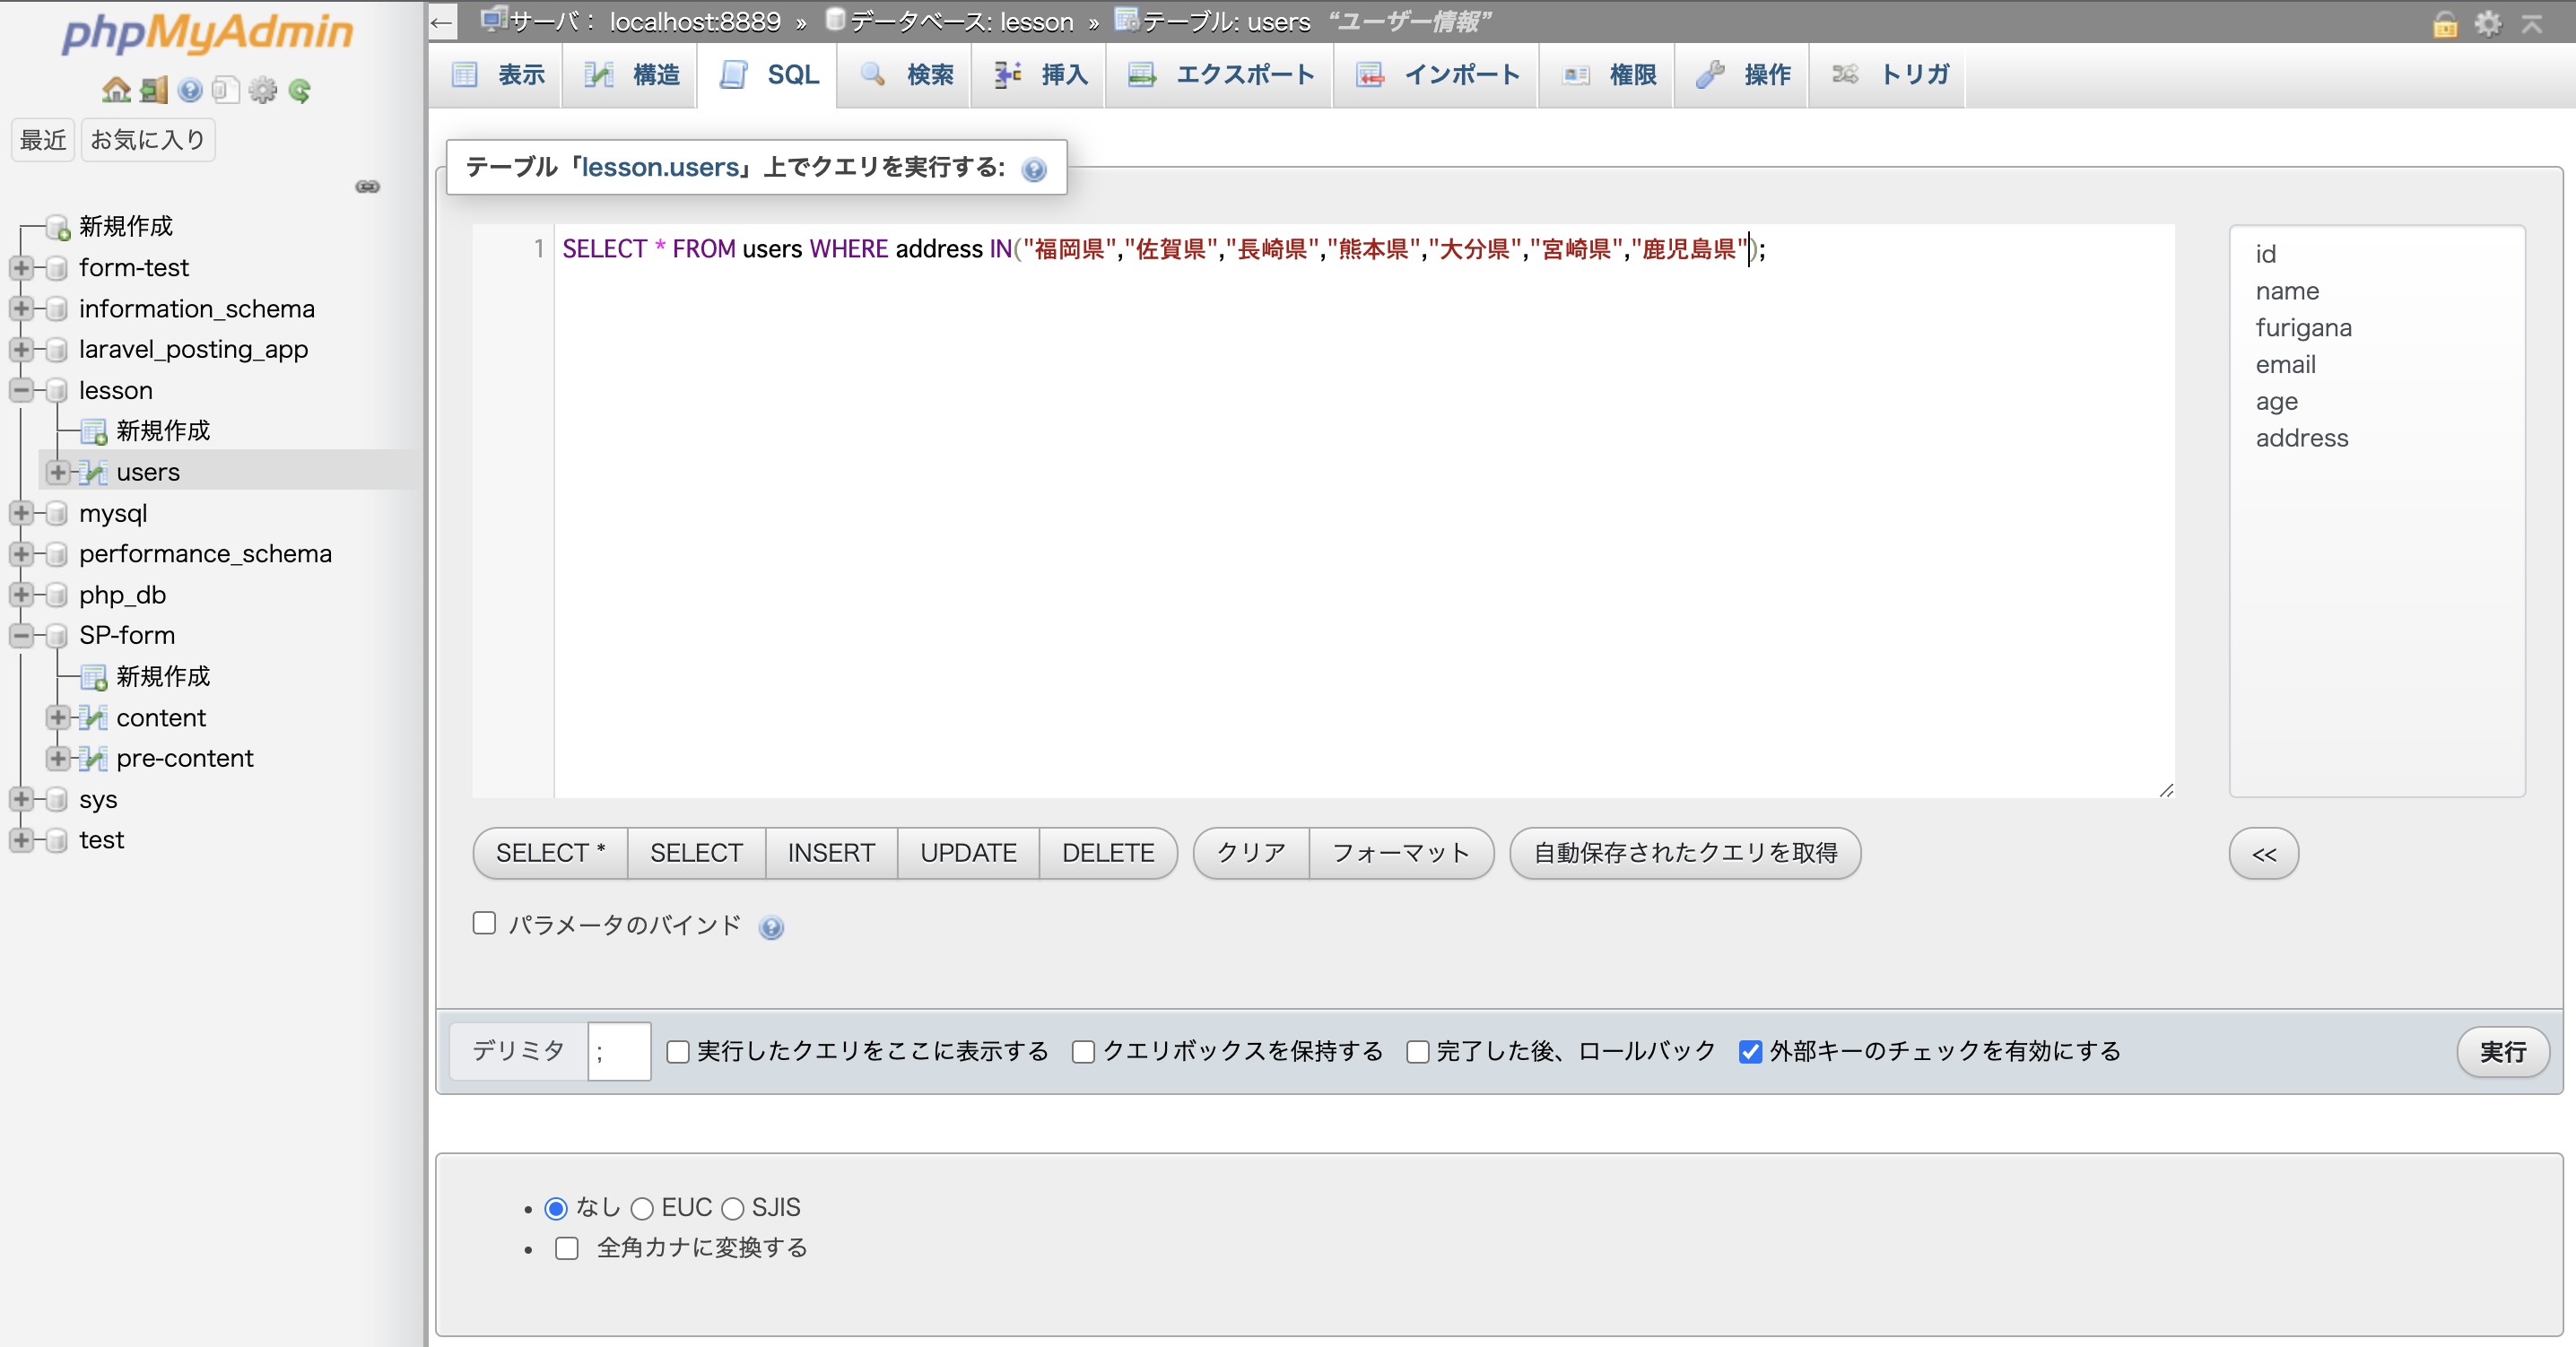 phpMyAdmin
最近 お気に入り
新規作成
form-test
information_schema
laravel_posting_app
lesson
新規作成
users
mysql
performance_schema
php_db
SP-form
新規作成
content
pre-content
sys
test
← サーバ: localhost:8889 » データベース: lesson » テーブル: users “ユーザー情報”
表示 構造 SQL 検索 挿入 エクスポート インポート 権限 操作 トリガ
テーブル「lesson.users」上でクエリを実行する:
1 SELECT * FROM users WHERE address IN("福岡県","佐賀県","長崎県","熊本県","大分県","宮崎県","鹿児島県");
id
name
furigana
email
age
address
SELECT * SELECT INSERT UPDATE DELETE クリア フォーマット 自動保存されたクエリを取得 <<
パラメータのバインド
デリミタ ; 実行したクエリをここに表示する クエリボックスを保持する 完了した後、ロールバック 外部キーのチェックを有効にする 実行
なし EUC SJIS
全角カナに変換する